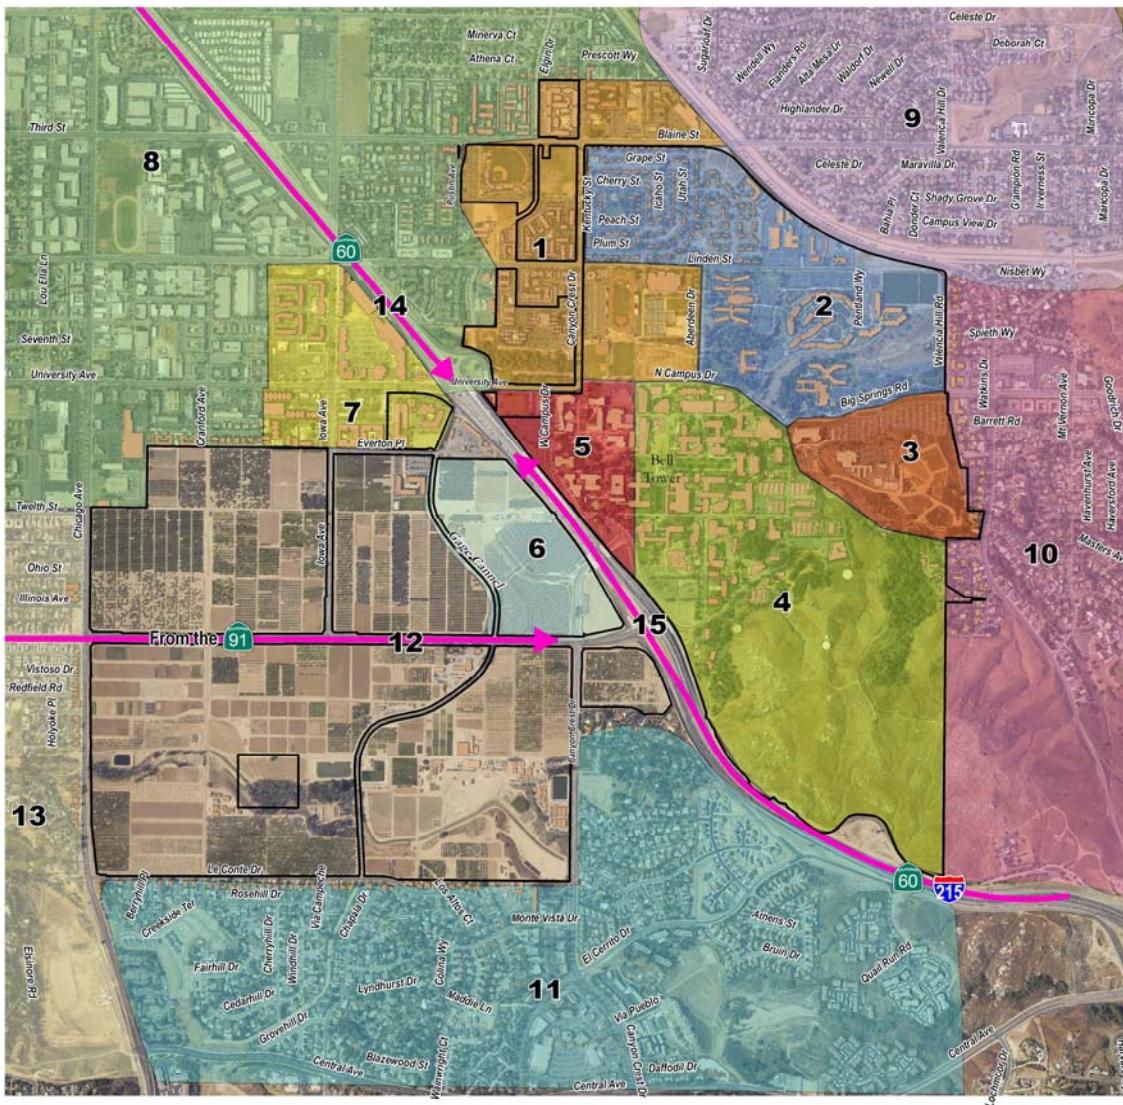 Celeste Dr
Minerva Ct
Sugarloaf Dr
Deborah Ct
Athena Ct
Elgin Dr
Prescott Wy
Wendell Wy
Flanders Rd
Alta Mesa Dr
Waldorf Dr
Newell Dr
Highlander Dr
Valencia Hill Dr
Maricopa Dr
9
Third St
Blaine St
8
Grape St
Celeste Dr
Maravilla Dr
Rustin Ave
Kentucky St
Cherry St
Idaho St
Utah St
Grampion Rd
Inverness St
Maricopa Dr
Shady Grove Dr
Bahia Pl
Donder Ct
Peach St
Campus View Dr
1
Plum St
60
Linden St
Lou Ella Ln
Nisbet Wy
14
Canyon Crest Dr
Aberdeen Dr
2
Pentland Wy
Valencia Hill Rd
Seventh St
Spieth Wy
University Ave
University Ave
N Campus Dr
Watkins Dr
Mt Vernon Ave
Goodrich Dr
Big Springs Rd
Cranford Ave
Iowa Ave
7
W Campus Dr
Barrett Rd
Everton Pl
5
3
Bell
Tower
Chicago Ave
Twelth St
Iowa Ave
Havenhurst Ave
Haversford Ave
Gage Cannel
6
10
Masters Av
Ohio St
Illinois Ave
4
15
From the 91
12
Vistoso Dr
Redfield Rd
Holyoke Pl
Canyon Crest Dr
13
Le Conte Dr
60
215
Berryhill Pl
Rosehill Dr
Via Campeche
Chapala Dr
Los Altos Ct
Creekside Ter
Monte Vista Dr
Athens St
Cherryhill Dr
Windhill Dr
El Cerrito Dr
Bruin Dr
Colina Wy
Quail Run Rd
Elsinore Rd
Fairhill Dr
Lyndhurst Dr
11
Cedarhill Dr
Maddie Ln
Via Pueblo
Grovehill Dr
Central Ave
Canyon Crest Dr
Central Ave
Blazewood St
Wainwright Ct
Daffodil Dr
Central Ave
Lochmoor Dr